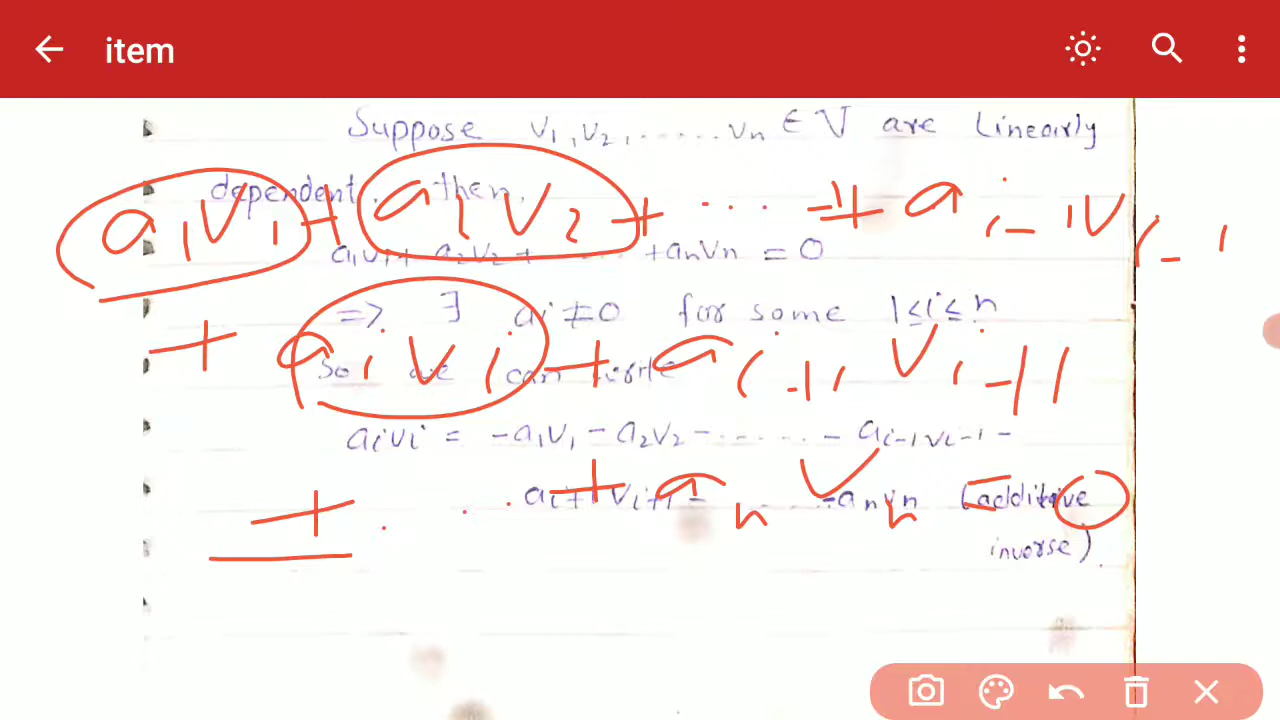 item
Suppose v₁, v₂, ...... vₙ ∈ V are Linearly
dependent. then,
a₁v₁ + a₂v₂ + ... + aᵢ₋₁vᵢ₋₁
a₁v₁ + a₂v₂ + ...... + aₙvₙ = 0
=> ∃ aᵢ ≠ 0 for some 1≤i≤n
+ aᵢvᵢ + aᵢ₊₁vᵢ₊₁
So we can write
aᵢvᵢ = -a₁v₁ - a₂v₂ - ...... - aᵢ₋₁vᵢ₋₁ -
aᵢ₊₁vᵢ₊₁ - ... -aₙvₙ (additive
+ ... + aₙvₙ = 0
inverse).